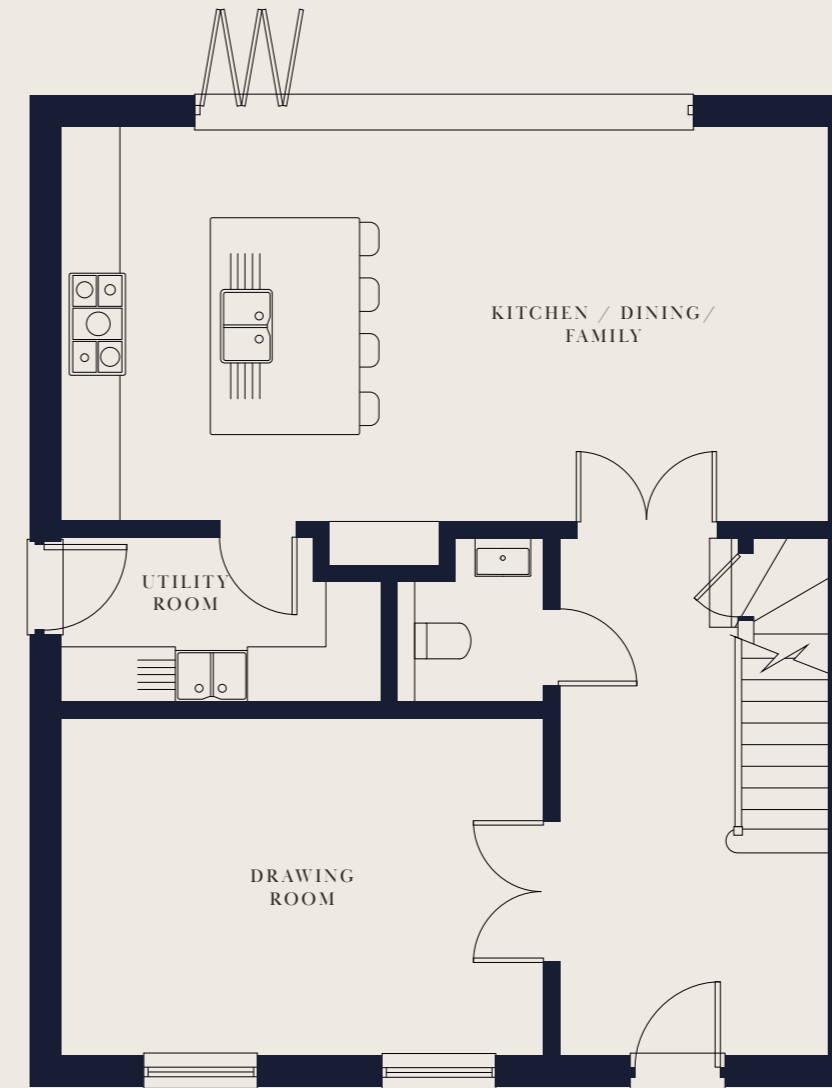 KITCHEN / DINING/
FAMILY
UTILITY
ROOM
DRAWING
ROOM